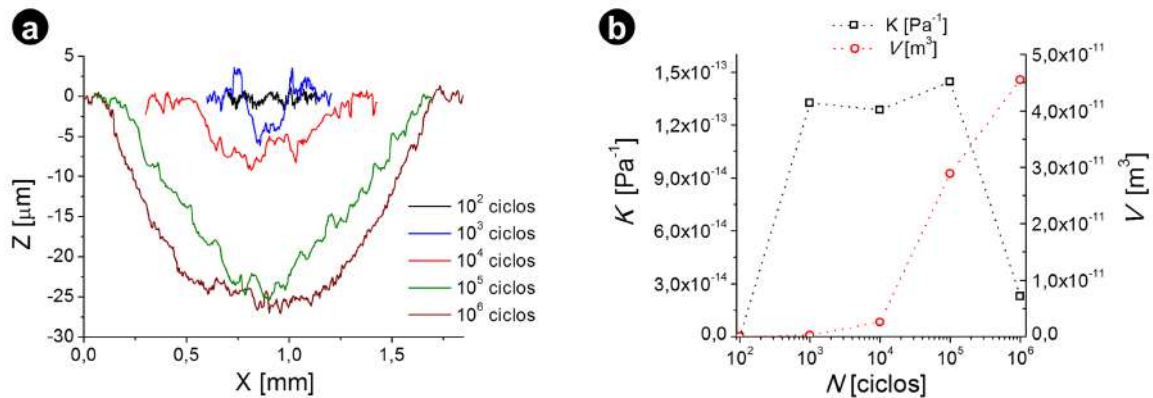 a
5
0
-5
-10
-15
-20
-25
-30
Z [μm]
0,0 0,5 1,0 1,5
X [mm]
10² ciclos
10³ ciclos
10⁴ ciclos
10⁵ ciclos
10⁶ ciclos
b
K [Pa⁻¹]
V [m³]
1,5x10⁻¹³
1,2x10⁻¹³
9,0x10⁻¹⁴
6,0x10⁻¹⁴
3,0x10⁻¹⁴
0,0
K [Pa⁻¹]
5,0x10⁻¹¹
4,0x10⁻¹¹
3,0x10⁻¹¹
2,0x10⁻¹¹
1,0x10⁻¹¹
0,0
V [m³]
10² 10³ 10⁴ 10⁵ 10⁶
N [ciclos]